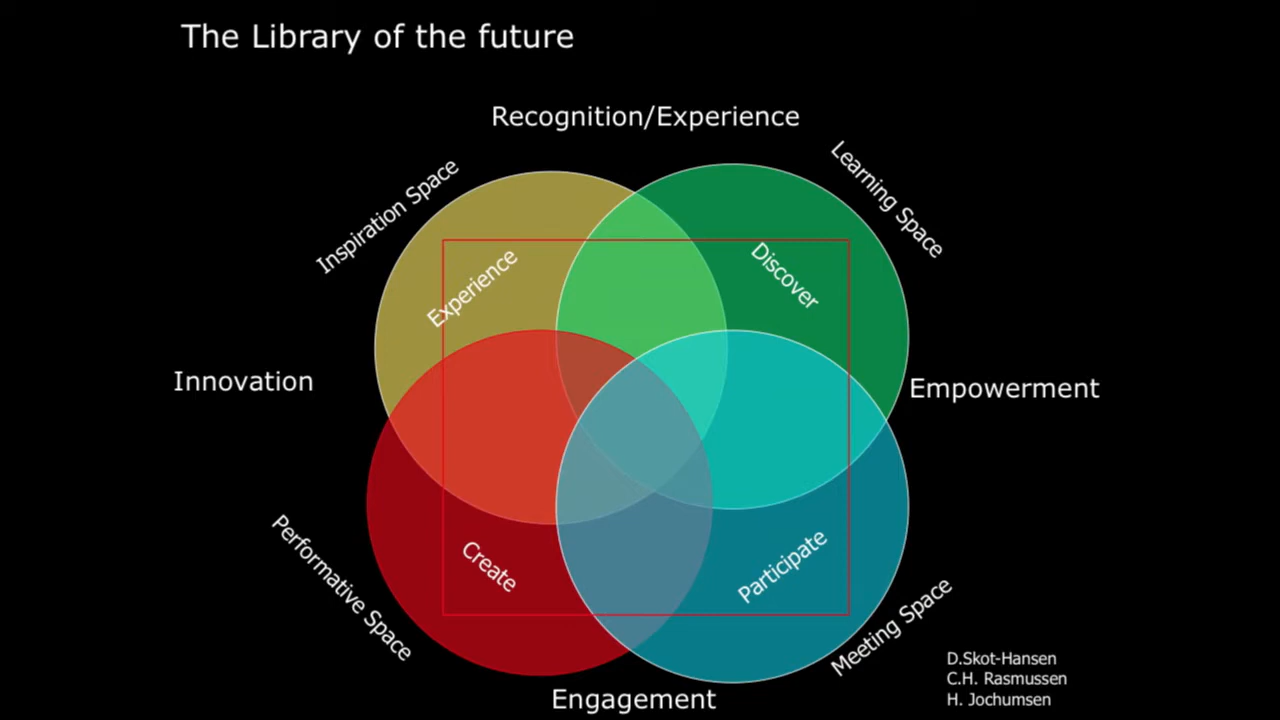 The Library of the future
Recognition/Experience
Inspiration Space
Learning Space
Experience
Discover
Innovation
Empowerment
Create
Participate
Performative Space
Meeting Space
Engagement
D.Skot-Hansen
C.H. Rasmussen
H. Jochumsen